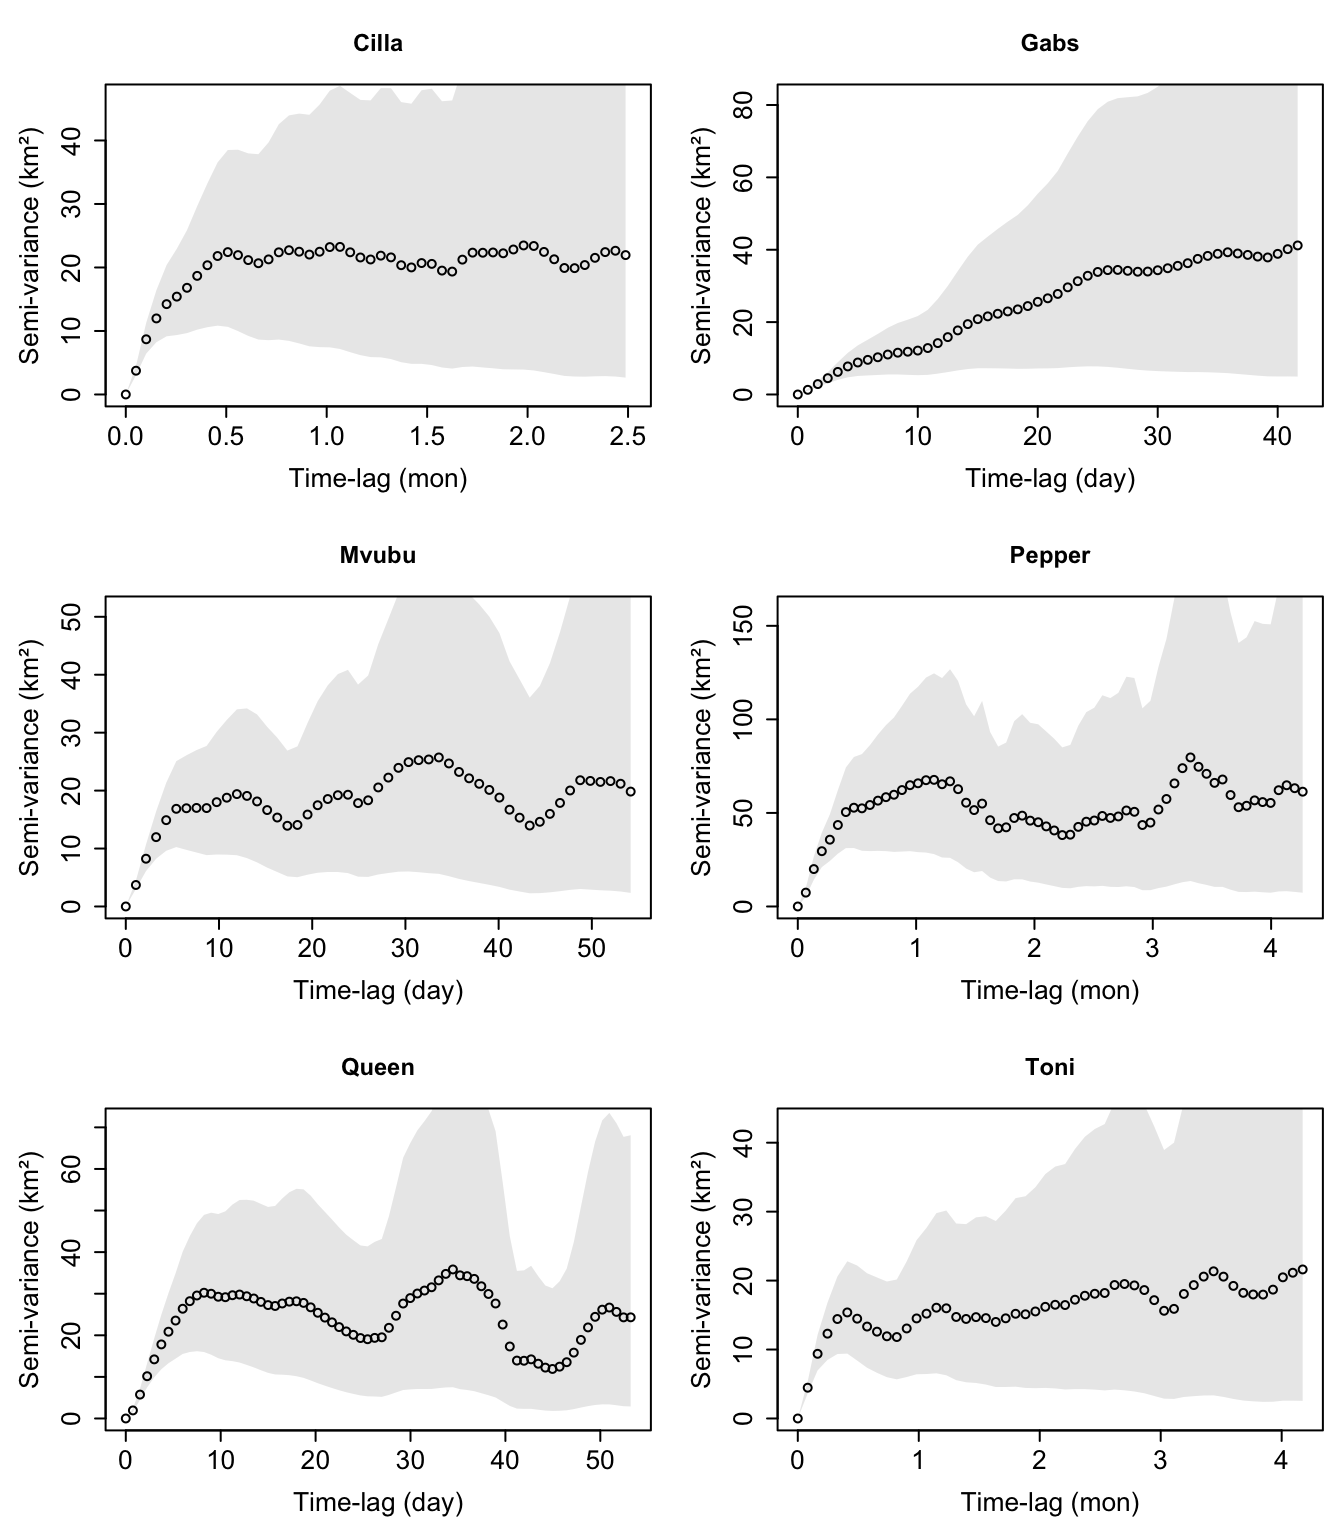 Cilla
Semi-variance (km²)
40
30
20
10
0
0.0 0.5 1.0 1.5 2.0 2.5
Time-lag (mon)
Gabs
Semi-variance (km²)
80
60
40
20
0
0 10 20 30 40
Time-lag (day)
Mvubu
Semi-variance (km²)
50
40
30
20
10
0
0 10 20 30 40 50
Time-lag (day)
Pepper
Semi-variance (km²)
150
100
50
0
0 1 2 3 4
Time-lag (mon)
Queen
Semi-variance (km²)
60
40
20
0
0 10 20 30 40 50
Time-lag (day)
Toni
Semi-variance (km²)
40
30
20
10
0
0 1 2 3 4
Time-lag (mon)